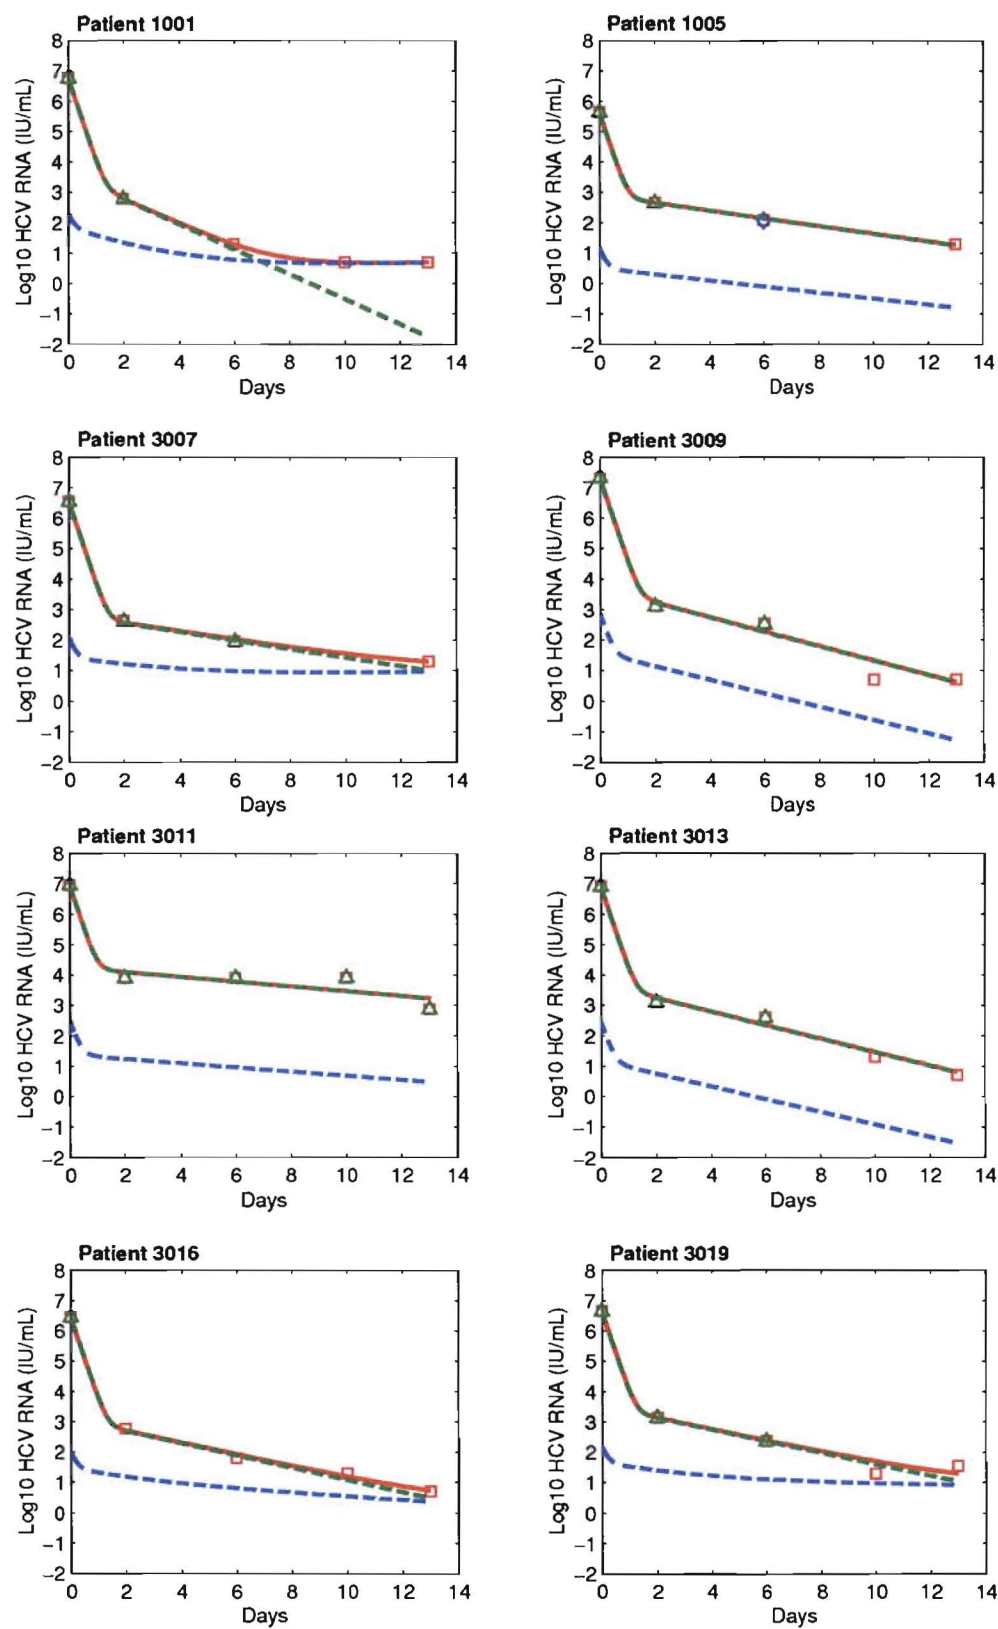 Patient 1001
Log10 HCV RNA (IU/mL)
8
7
6
5
4
3
2
1
0
−1
−2
0 2 4 6 8 10 12 14
Days
Patient 1005
Log10 HCV RNA (IU/mL)
8
7
6
5
4
3
2
1
0
−1
−2
0 2 4 6 8 10 12 14
Days
Patient 3007
Log10 HCV RNA (IU/mL)
8
7
6
5
4
3
2
1
0
−1
−2
0 2 4 6 8 10 12 14
Days
Patient 3009
Log10 HCV RNA (IU/mL)
8
7
6
5
4
3
2
1
0
−1
−2
0 2 4 6 8 10 12 14
Days
Patient 3011
Log10 HCV RNA (IU/mL)
8
7
6
5
4
3
2
1
0
−1
−2
0 2 4 6 8 10 12 14
Days
Patient 3013
Log10 HCV RNA (IU/mL)
8
7
6
5
4
3
2
1
0
−1
−2
0 2 4 6 8 10 12 14
Days
Patient 3016
Log10 HCV RNA (IU/mL)
8
7
6
5
4
3
2
1
0
−1
−2
0 2 4 6 8 10 12 14
Days
Patient 3019
Log10 HCV RNA (IU/mL)
8
7
6
5
4
3
2
1
0
−1
−2
0 2 4 6 8 10 12 14
Days